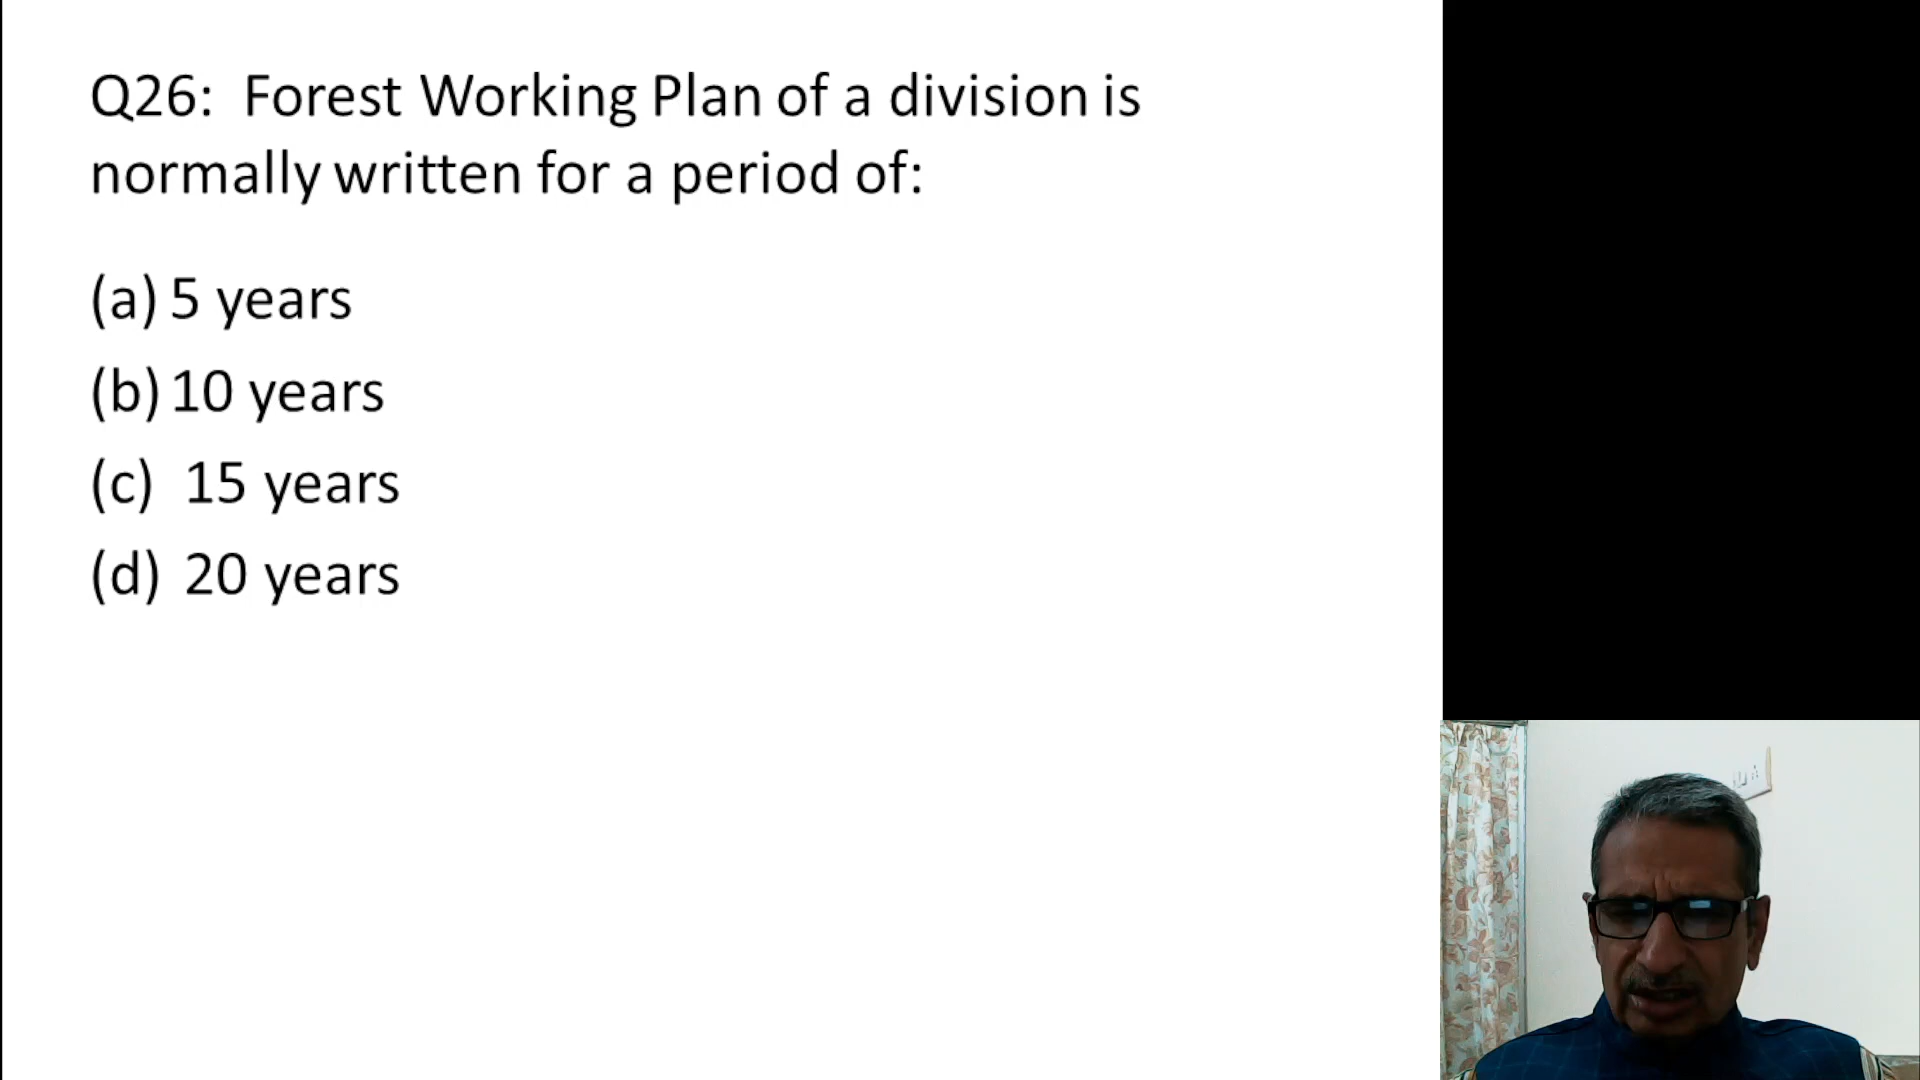 Q26: Forest Working Plan of a division is
normally written for a period of:
(a) 5 years
(b) 10 years
(c) 15 years
(d) 20 years